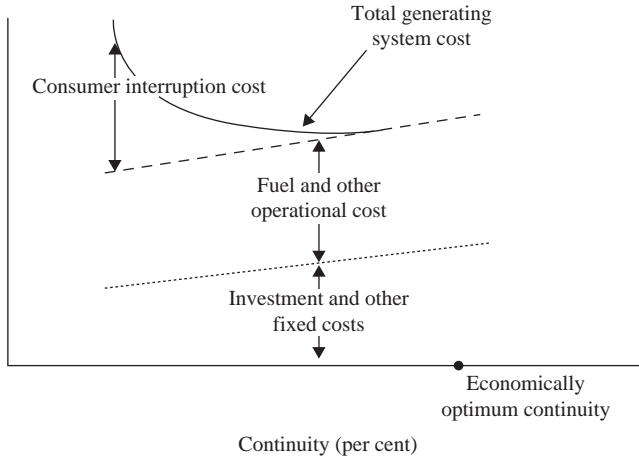 Total generating
system cost
Consumer interruption cost
Fuel and other
operational cost
Investment and other
fixed costs
Economically
optimum continuity
Continuity (per cent)